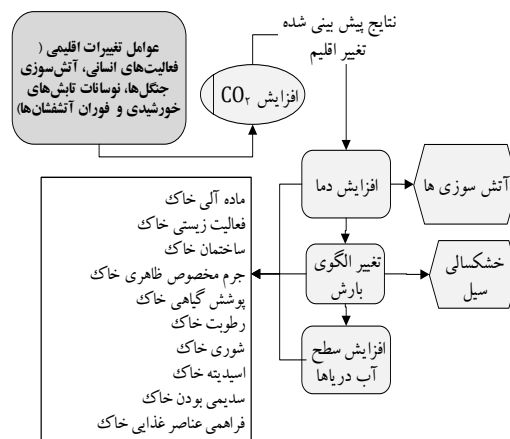 عوامل تغییرات اقلیمی (
فعالیت‌های انسانی، آتش‌سوزی
جنگل‌ها، نوسانات تابش‌های
خورشیدی و فوران آتشفشان‌ها)
نتایج پیش بینی شده
تغییر اقلیم
افزایش CO₂
افزایش دما
آتش سوزی ها
تغییر الگوی
بارش
خشکسالی
سیل
افزایش سطح
آب دریاها
ماده آلی خاک
فعالیت زیستی خاک
ساختمان خاک
جرم مخصوص ظاهری خاک
پوشش گیاهی خاک
رطوبت خاک
شوری خاک
اسیدیته خاک
سدیمی بودن خاک
فراهمی عناصر غذایی خاک